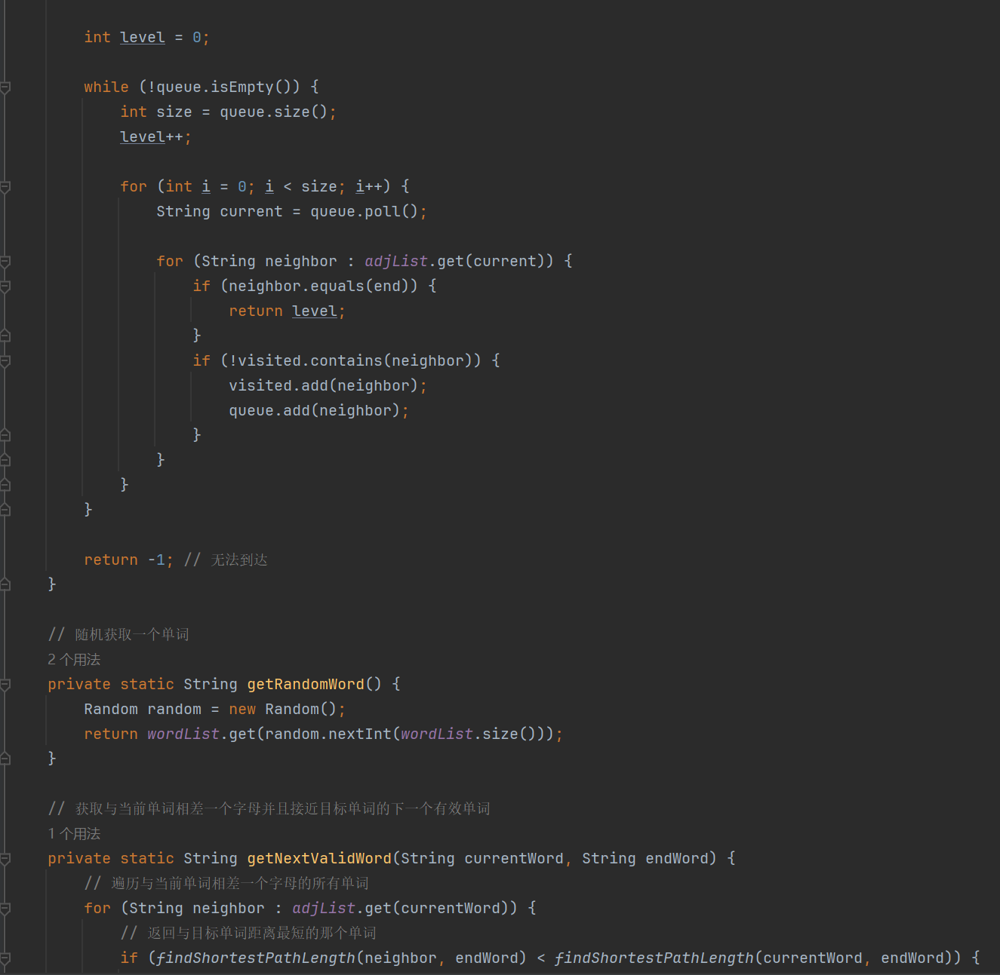 int level = 0;
while (!queue.isEmpty()) {
int size = queue.size();
level++;
for (int i = 0; i < size; i++) {
String current = queue.poll();
for (String neighbor : adjList.get(current)) {
if (neighbor.equals(end)) {
return level;
}
if (!visited.contains(neighbor)) {
visited.add(neighbor);
queue.add(neighbor);
}
}
}
}
return -1; // 无法到达
}
// 随机获取一个单词
2 个用法
private static String getRandomWord() {
Random random = new Random();
return wordList.get(random.nextInt(wordList.size()));
}
// 获取与当前单词相差一个字母并且接近目标单词的下一个有效单词
1 个用法
private static String getNextValidWord(String currentWord, String endWord) {
// 遍历与当前单词相差一个字母的所有单词
for (String neighbor : adjList.get(currentWord)) {
// 返回与目标单词距离最短的那个单词
if (findShortestPathLength(neighbor, endWord) < findShortestPathLength(currentWord, endWord)) {